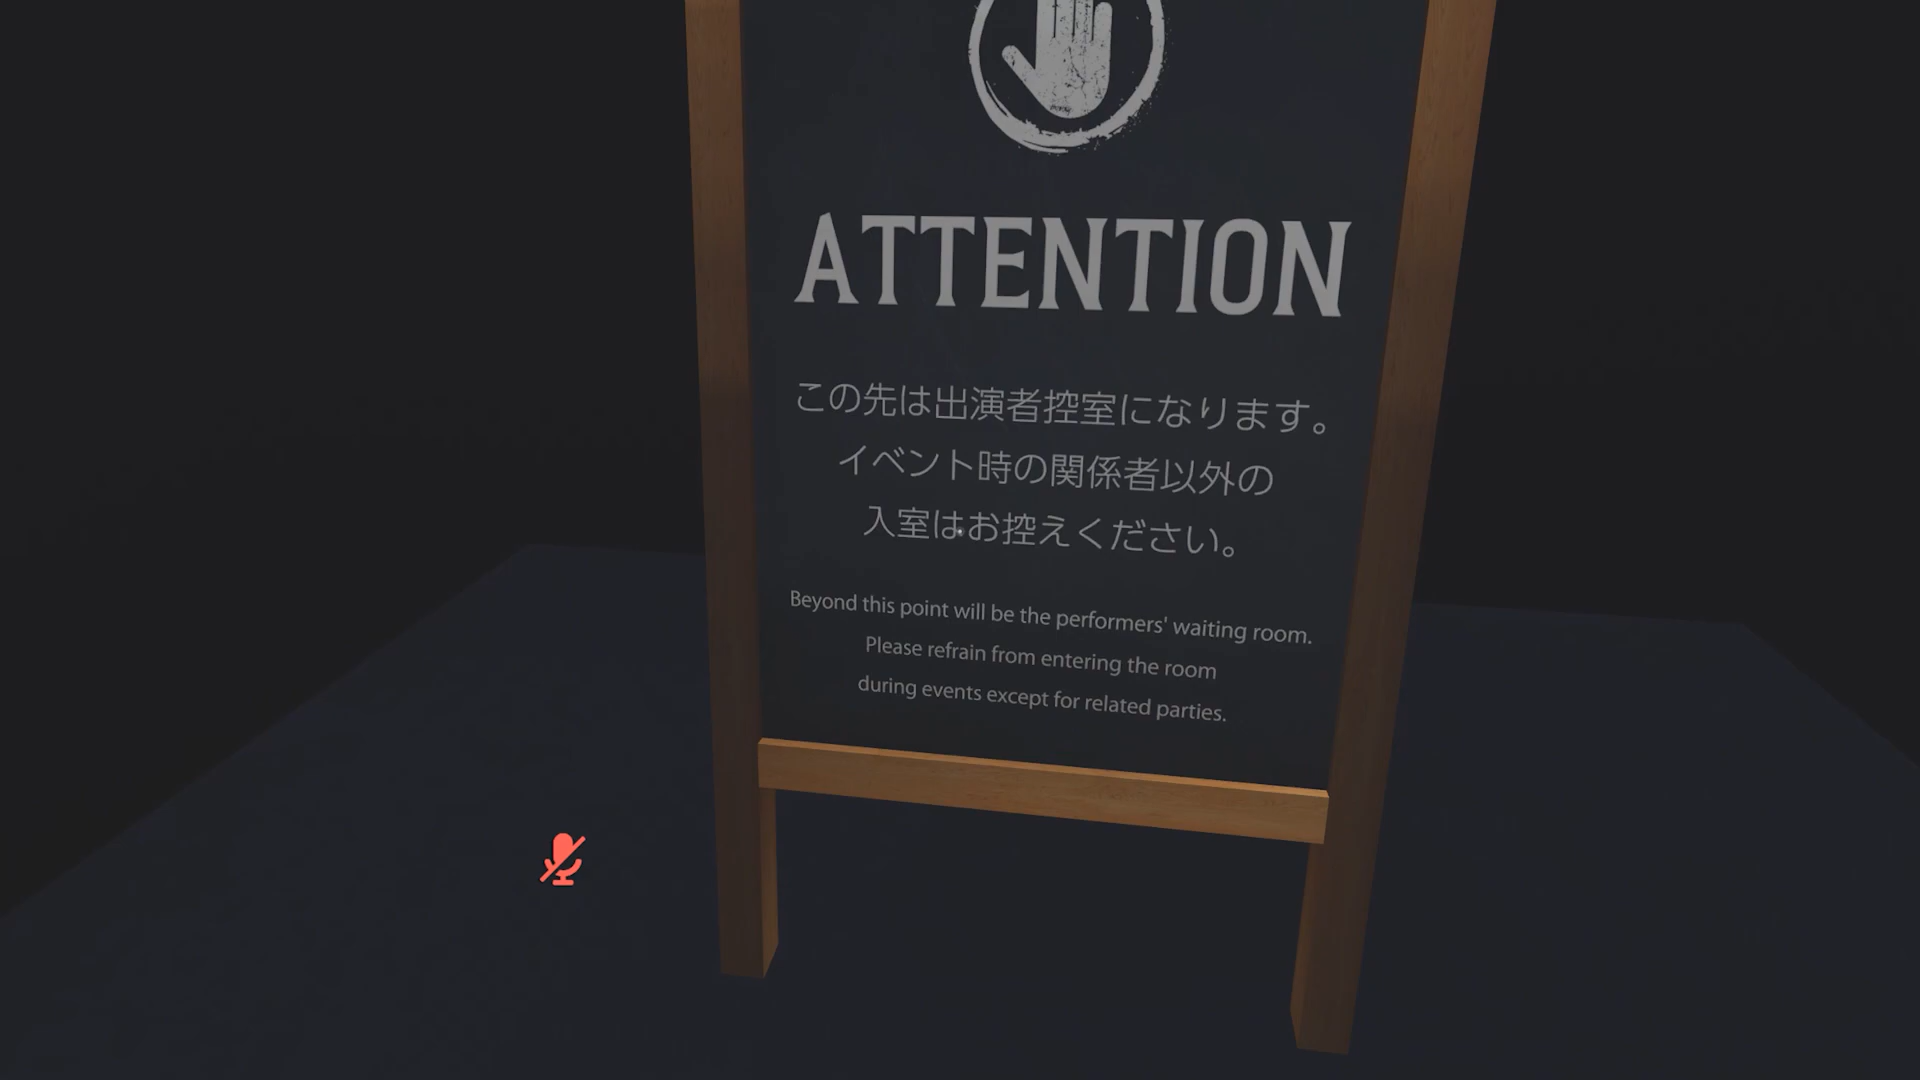 ATTENTION
この先は出演者控室になります。
イベント時の関係者以外の
入室はお控えください。
Beyond this point will be the performers' waiting room.
Please refrain from entering the room
during events except for related parties.